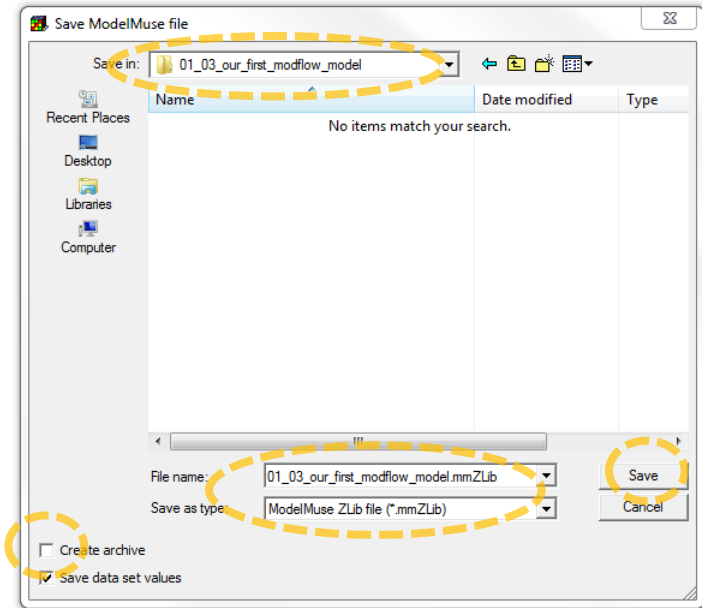 Save ModelMuse file
Save in: 01_03_our_first_modflow_model
Name Date modified Type
No items match your search.
Recent Places
Desktop
Libraries
Computer
File name: 01_03_our_first_modflow_model.mmZLib Save
Save as type: ModelMuse ZLib file (*.mmZLib) Cancel
Create archive
Save data set values